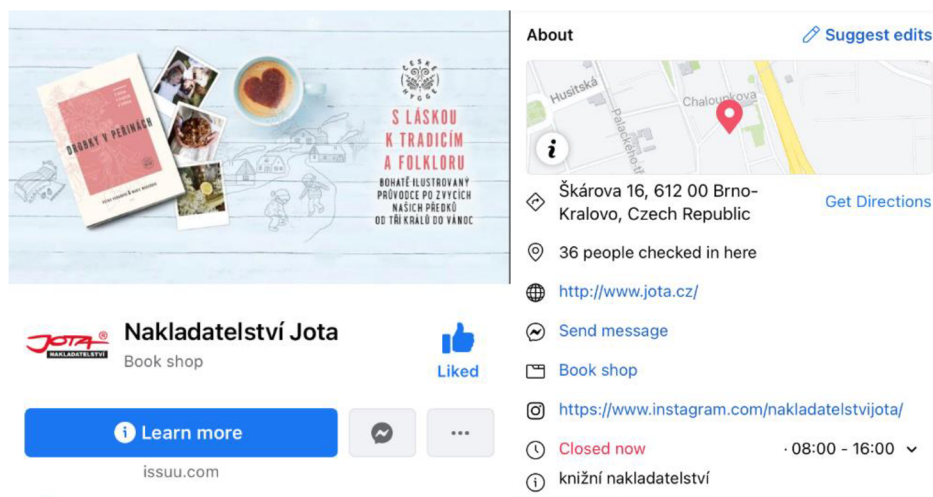 DROBKY V PEŘINÁCH
ČESKÉ
HYGGE
S LÁSKOU
K TRADICÍM
A FOLKLORU
BOHATĚ ILUSTROVANÝ
PRŮVODCE PO ZVYCÍCH
NAŠICH PŘEDKŮ
OD TŘÍ KRÁLŮ DO VÁNOC
JOTA®
NAKLADATELSTVÍ
Nakladatelství Jota
Book shop
Liked
Learn more
issuu.com
About
Suggest edits
Husitská
Chaloupkova
Palackého tř
Škárova 16, 612 00 Brno-
Kralovo, Czech Republic
Get Directions
36 people checked in here
http://www.jota.cz/
Send message
Book shop
https://www.instagram.com/nakladatelstvijota/
Closed now · 08:00 - 16:00
knižní nakladatelství